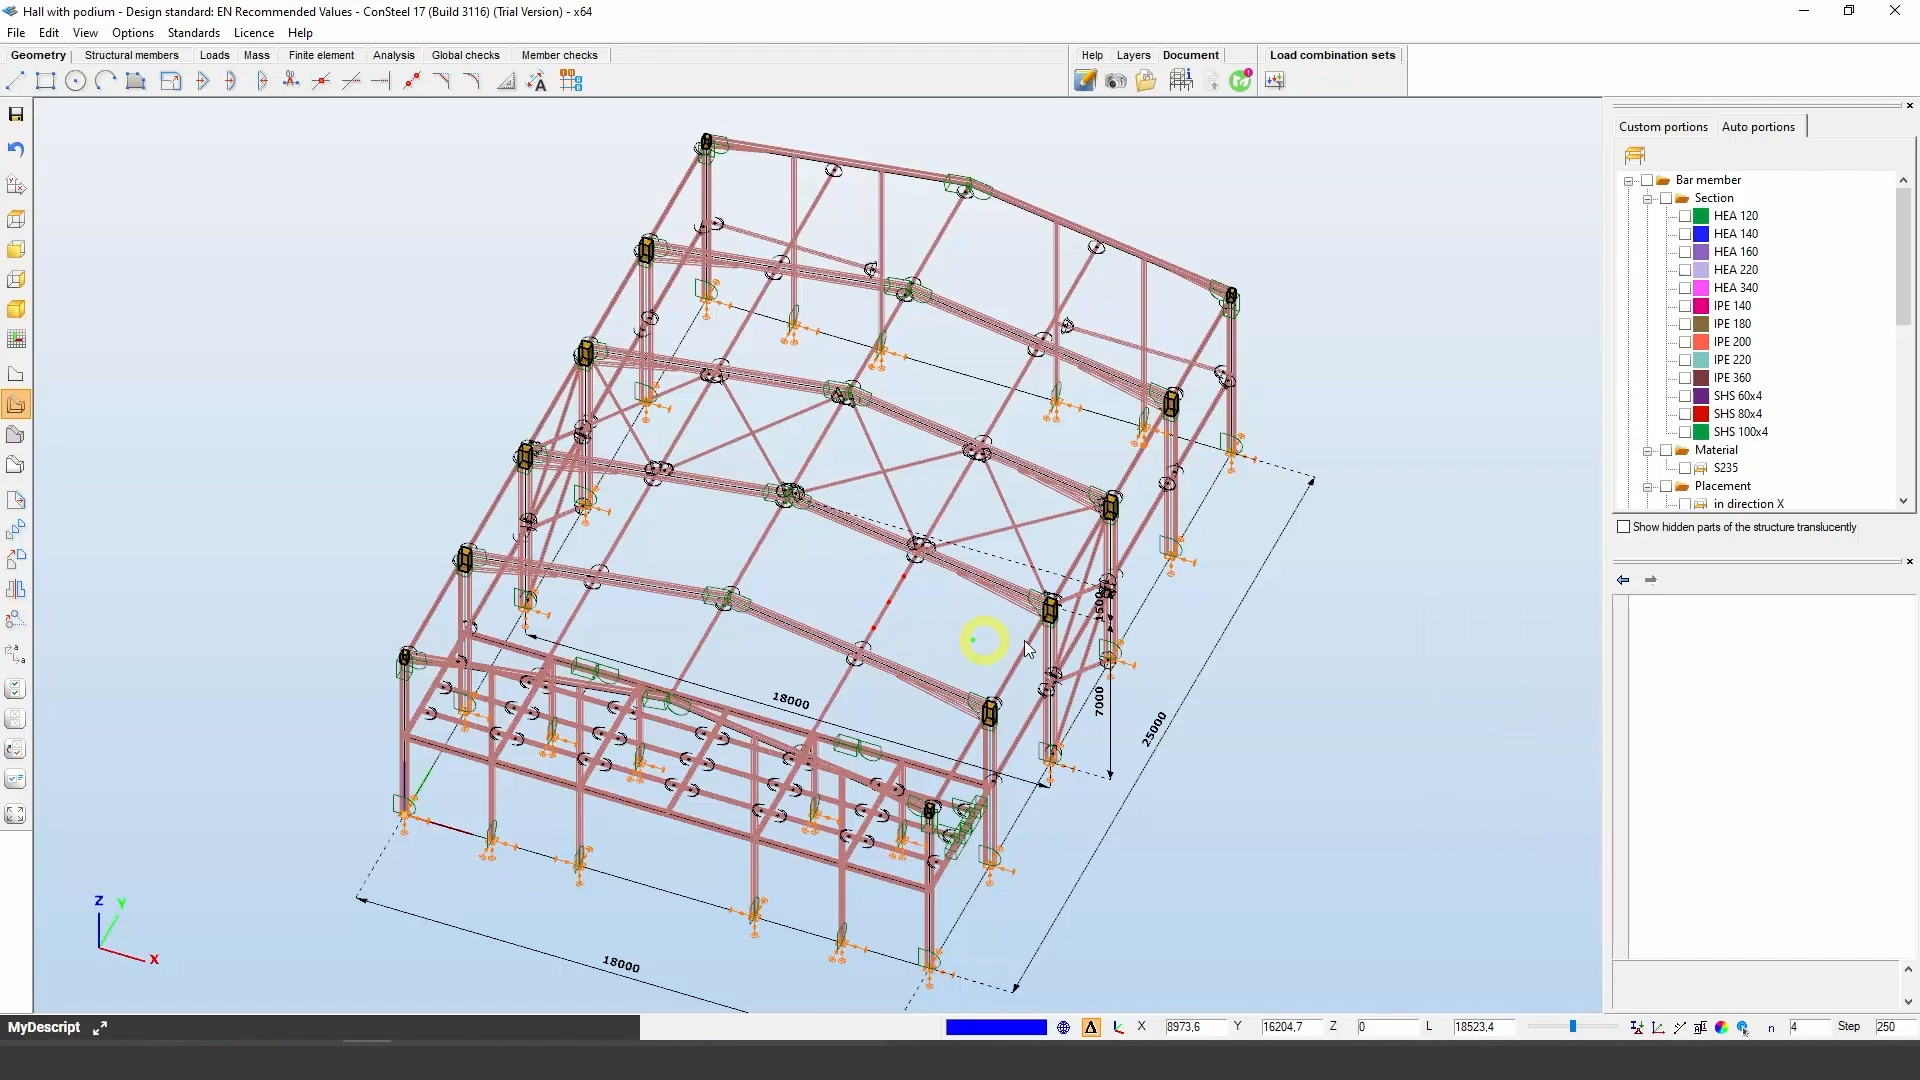 Hall with podium - Design standard: EN Recommended Values - ConSteel 17 (Build 3116) (Trial Version) - x64
File Edit View Options Standards Licence Help
Geometry Structural members Loads Mass Finite element Analysis Global checks Member checks Help Layers Document Load combination sets
Custom portions Auto portions
Bar member
Section
HEA 120
HEA 140
HEA 160
HEA 220
HEA 340
IPE 140
IPE 180
IPE 200
IPE 220
IPE 360
SHS 60x4
SHS 80x4
SHS 100x4
Material
S235
Placement
in direction X
Show hidden parts of the structure translucently
1500
7000
25000
18000
18000
Z Y
X
MyDescript X 8973,6 Y 16204,7 Z 0 L 18523,4 n 4 Step 250